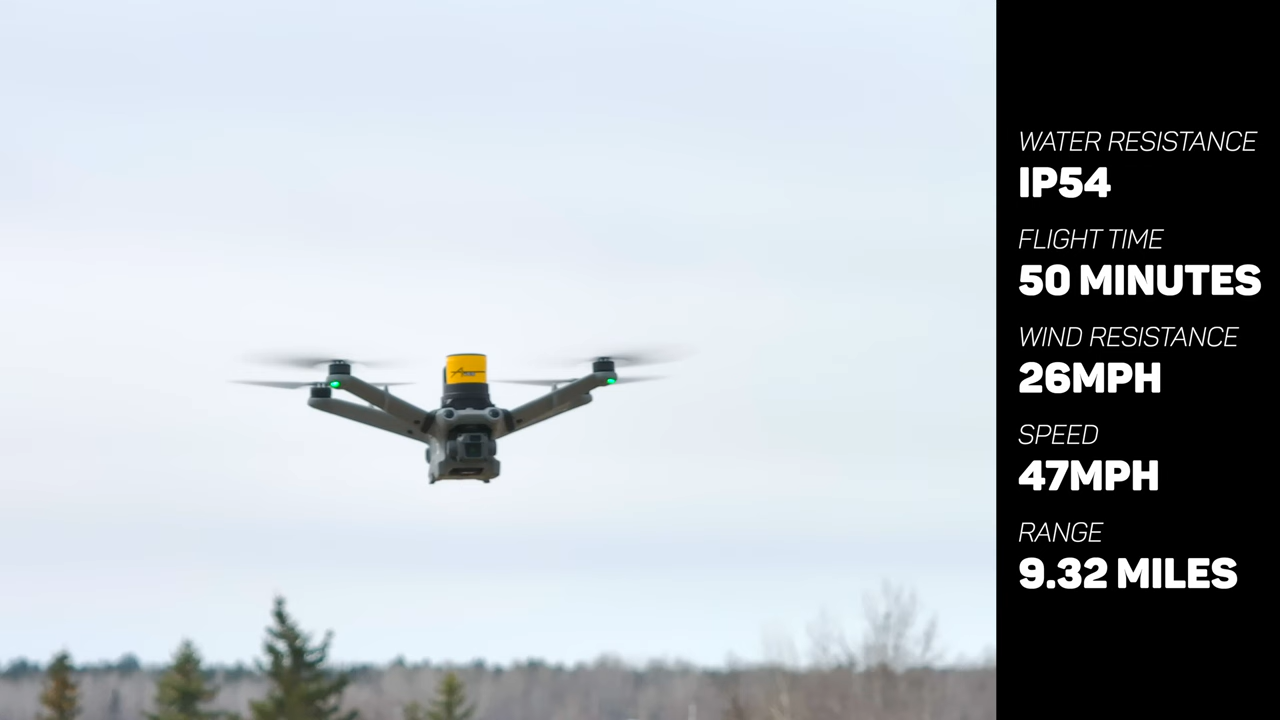 WATER RESISTANCE
IP54
FLIGHT TIME
50 MINUTES
WIND RESISTANCE
26MPH
SPEED
47MPH
RANGE
9.32 MILES